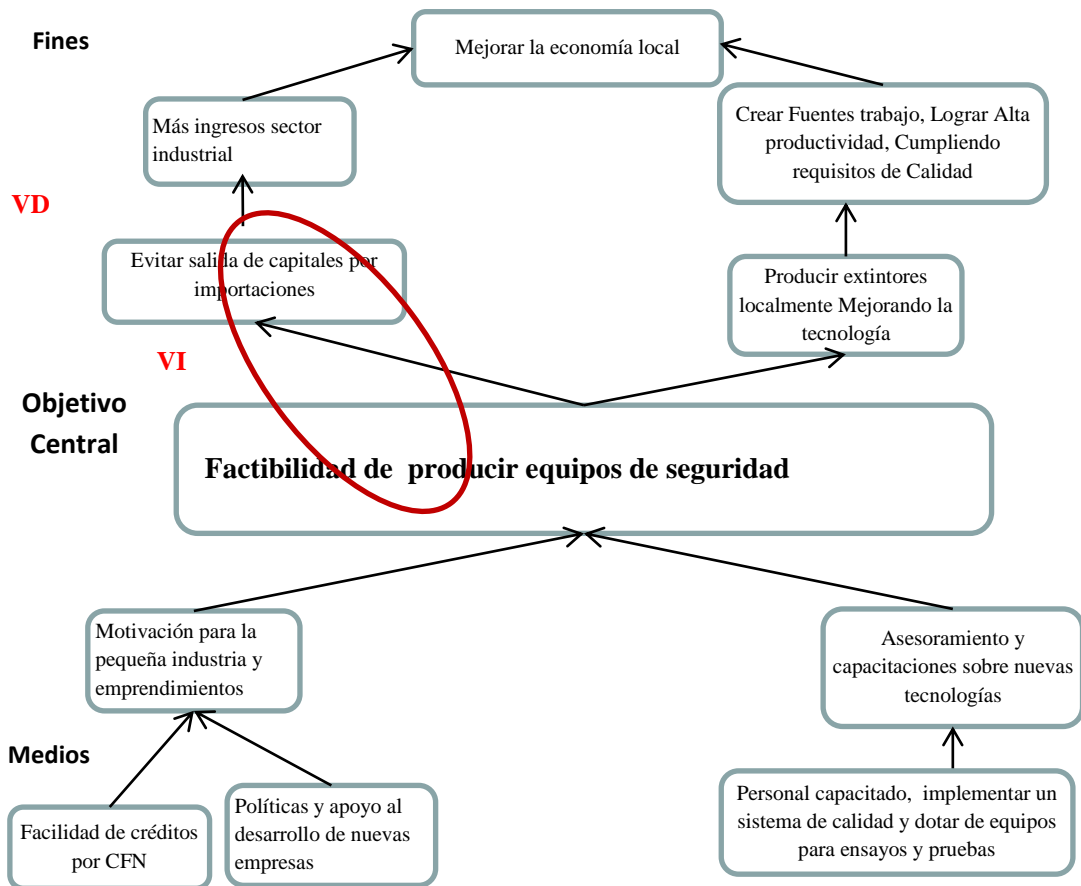 Fines
Mejorar la economía local
Más ingresos sector
industrial
Crear Fuentes trabajo, Lograr Alta
productividad, Cumpliendo
requisitos de Calidad
VD
Evitar salida de capitales por
importaciones
Producir extintores
localmente Mejorando la
tecnología
VI
Objetivo
Central
Factibilidad de producir equipos de seguridad
Motivación para la
pequeña industria y
emprendimientos
Asesoramiento y
capacitaciones sobre nuevas
tecnologías
Medios
Facilidad de créditos
por CFN
Políticas y apoyo al
desarrollo de nuevas
empresas
Personal capacitado, implementar un
sistema de calidad y dotar de equipos
para ensayos y pruebas